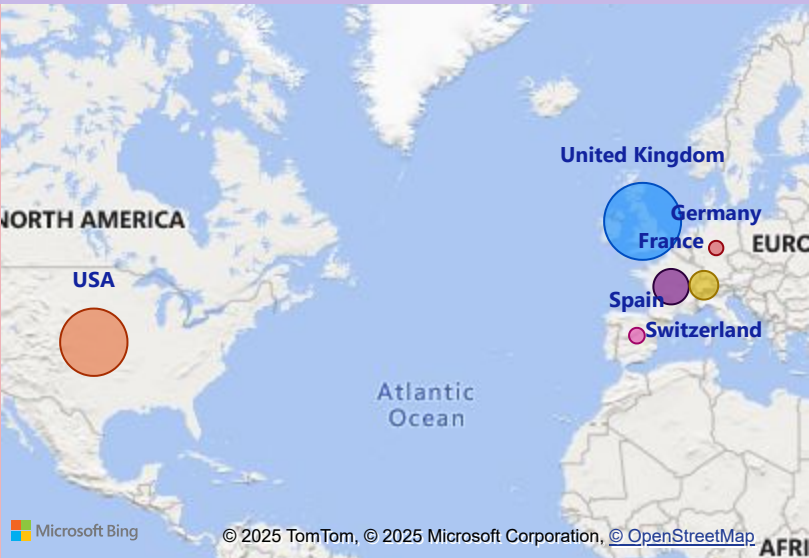 United Kingdom
Germany
NORTH AMERICA
France
EURO
USA
Spain
Switzerland
Atlantic
Ocean
Microsoft Bing
© 2025 TomTom, © 2025 Microsoft Corporation, © OpenStreetMap
AFRI